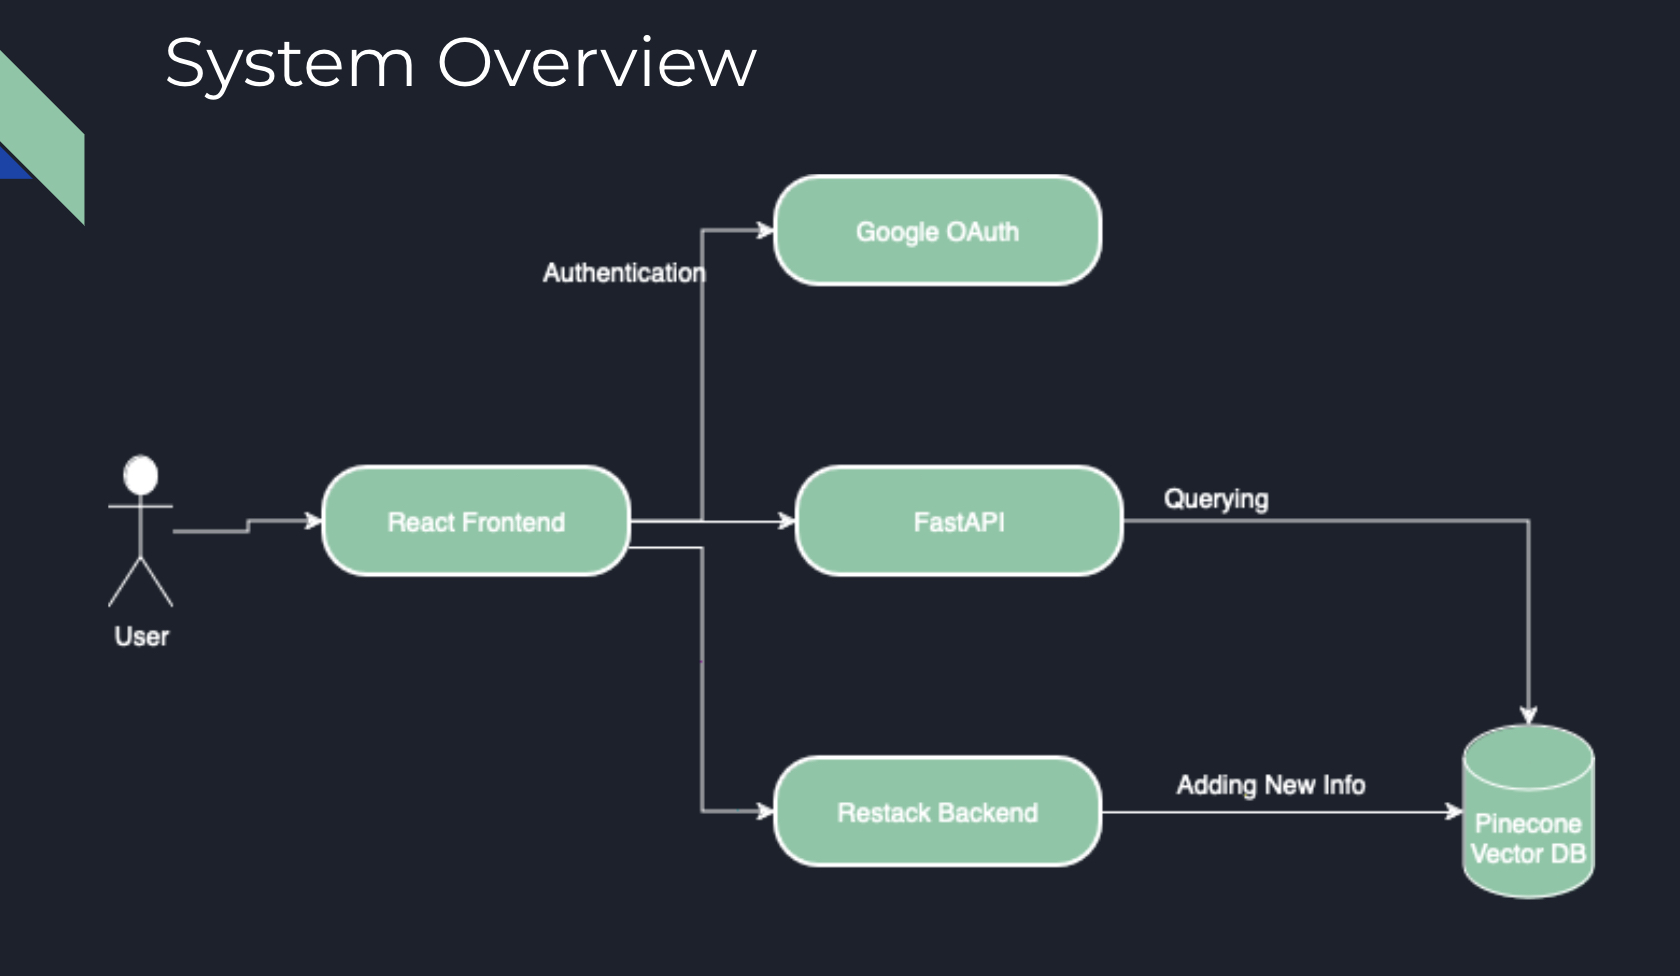 System Overview
Google OAuth
Authentication
React Frontend
FastAPI
Querying
User
Restack Backend
Adding New Info
Pinecone
Vector DB